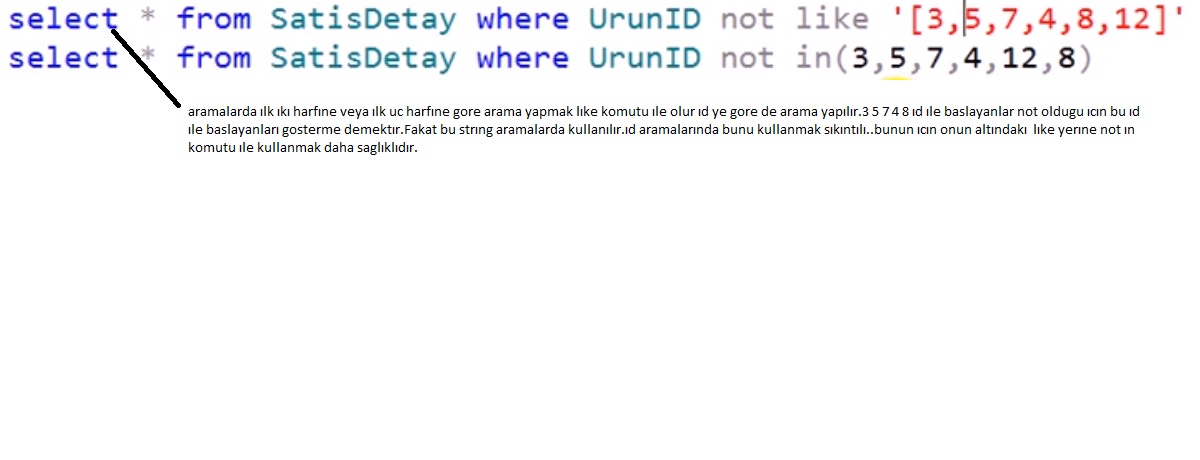 select * from SatisDetay where UrunID not like '[3,5,7,4,8,12]'
select * from SatisDetay where UrunID not in(3,5,7,4,12,8)
aramalarda ılk ıkı harfıne veya ılk uc harfıne gore arama yapmak lıke komutu ıle olur ıd ye gore de arama yapılır.3 5 7 4 8 ıd ıle baslayanlar not oldugu ıcın bu ıd
ıle baslayanları gosterme demektır.Fakat bu strıng aramalarda kullanılır.ıd aramalarında bunu kullanmak sıkıntılı..bunun ıcın onun altındakı lıke yerıne not ın
komutu ıle kullanmak daha saglıklıdır.